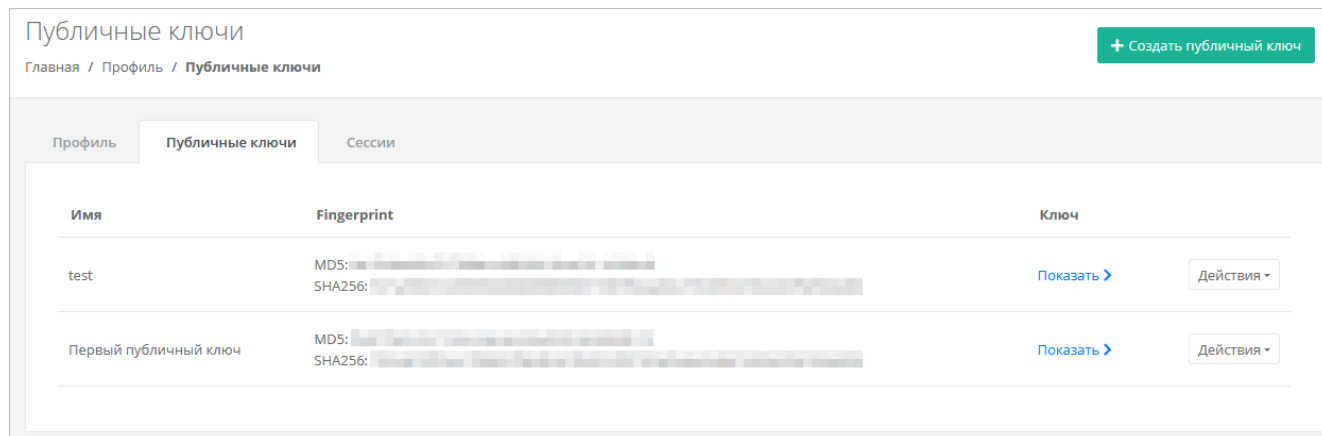 Публичные ключи
Создать публичный ключ
Главная / Профиль / Публичные ключи
Профиль Публичные ключи Сессии
Имя Fingerprint Ключ
MD5:
test Показать Действия
SHA256:
MD5:
Первый публичный ключ Показать Действия
SHA256: